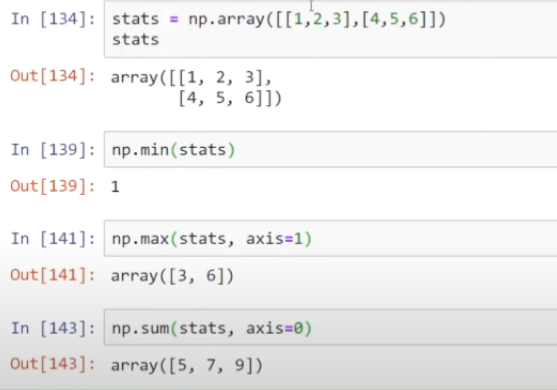 In [134]: stats = np.array([[1,2,3],[4,5,6]])
stats
Out[134]: array([[1, 2, 3],
[4, 5, 6]])
In [139]: np.min(stats)
Out[139]: 1
In [141]: np.max(stats, axis=1)
Out[141]: array([3, 6])
In [143]: np.sum(stats, axis=0)
Out[143]: array([5, 7, 9])